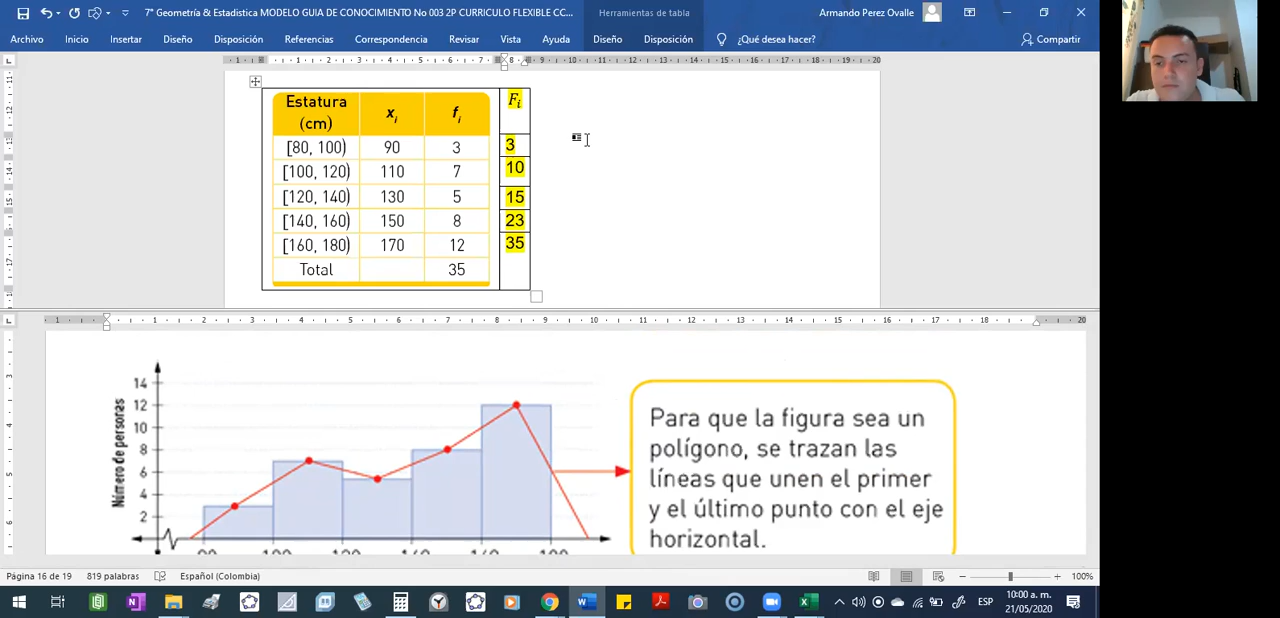 7° Geometría & Estadistica MODELO GUIA DE CONOCIMIENTO No 003 2P CURRICULO FLEXIBLE CC...
Herramientas de tabla
Armando Perez Ovalle
Archivo Inicio Insertar Diseño Disposición Referencias Correspondencia Revisar Vista Ayuda Diseño Disposición ¿Qué desea hacer? Compartir
Estatura (cm) xi fi Fi
[80, 100) 90 3 3
[100, 120) 110 7 10
[120, 140) 130 5 15
[140, 160) 150 8 23
[160, 180) 170 12 35
Total 35
Número de personas
14
12
10
8
6
4
2
Para que la figura sea un
polígono, se trazan las
líneas que unen el primer
y el último punto con el eje
horizontal.
Página 16 de 19 819 palabras Español (Colombia) 100%
ESP
10:00 a. m.
21/05/2020